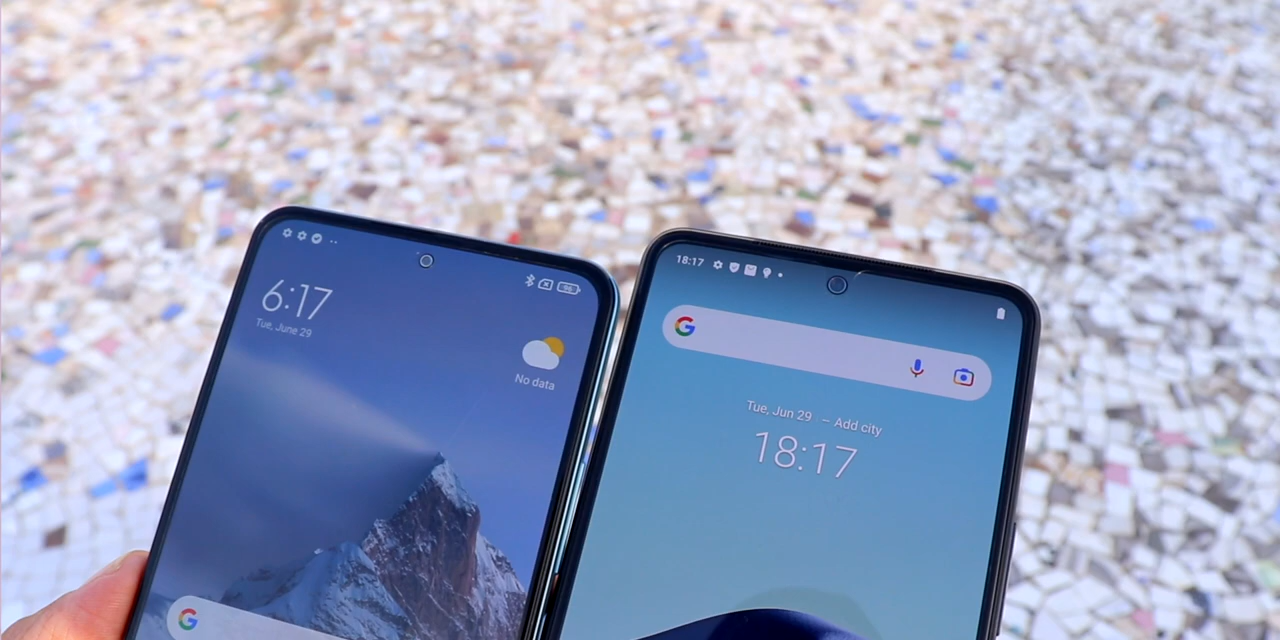 6:17
Tue, June 29
No data
18:17
G
Tue, Jun 29 – Add city
18:17
G